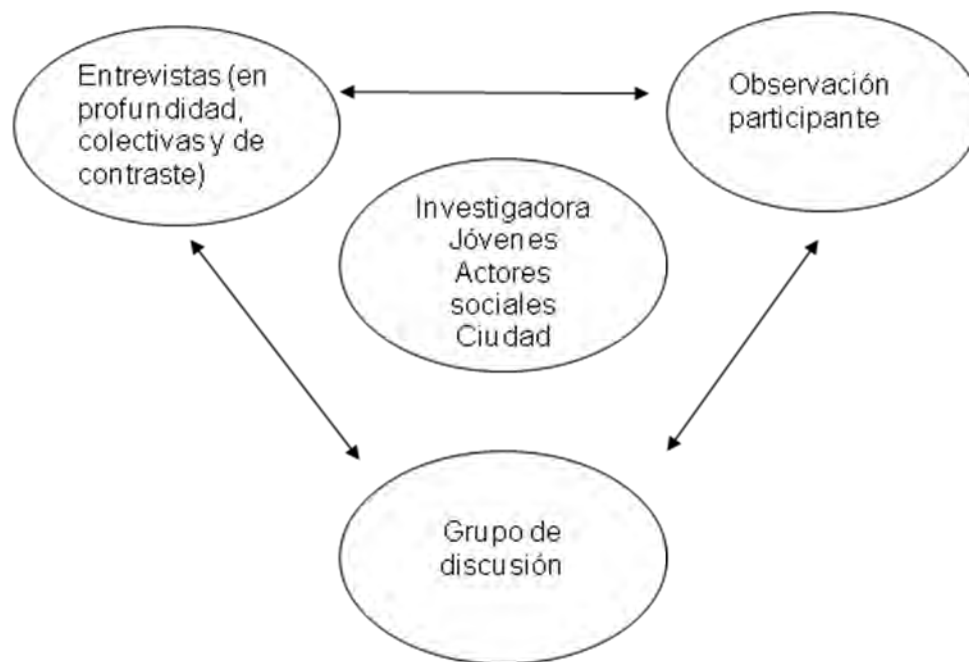 Entrevistas (en
profundidad,
colectivas y de
contraste)
Observación
participante
Investigadora
Jóvenes
Actores
sociales
Ciudad
Grupo de
discusión